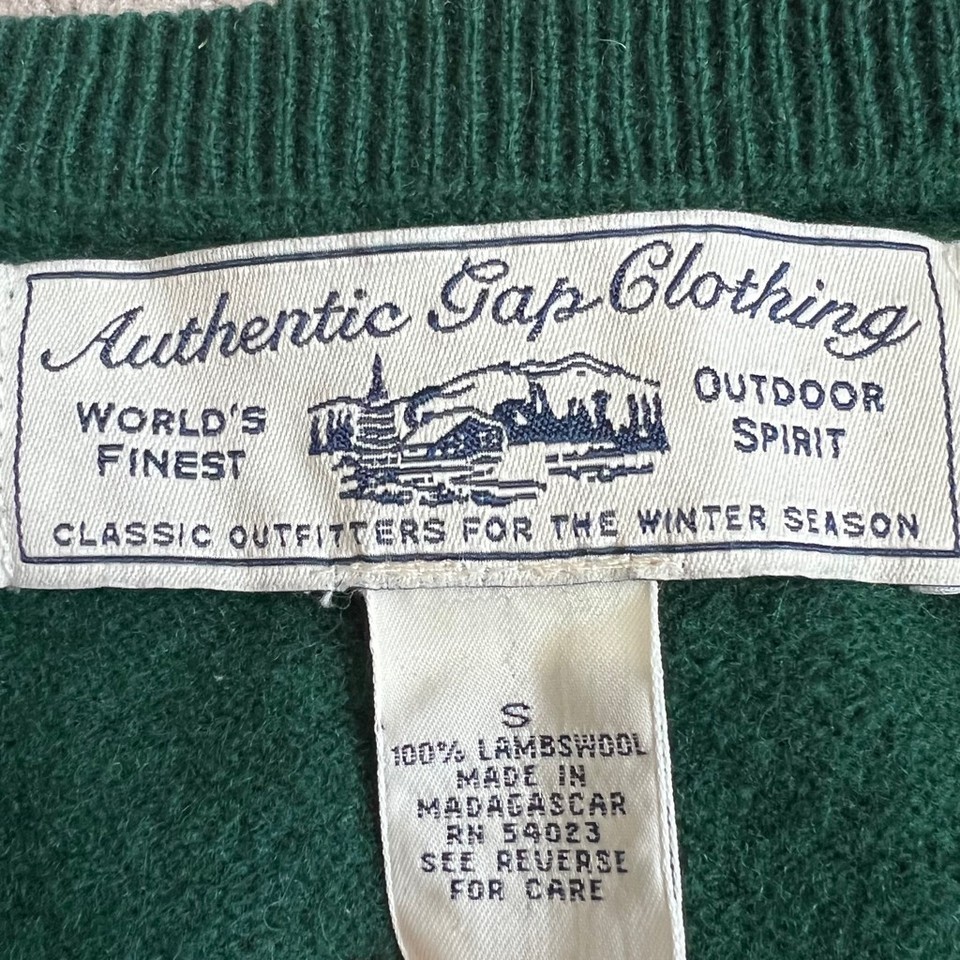 Authentic Gap Clothing
WORLD'S
FINEST
OUTDOOR
SPIRIT
CLASSIC OUTFITTERS FOR THE WINTER SEASON
S
100% LAMBSWOOL
MADE IN
MADAGASCAR
RN 54023
SEE REVERSE
FOR CARE